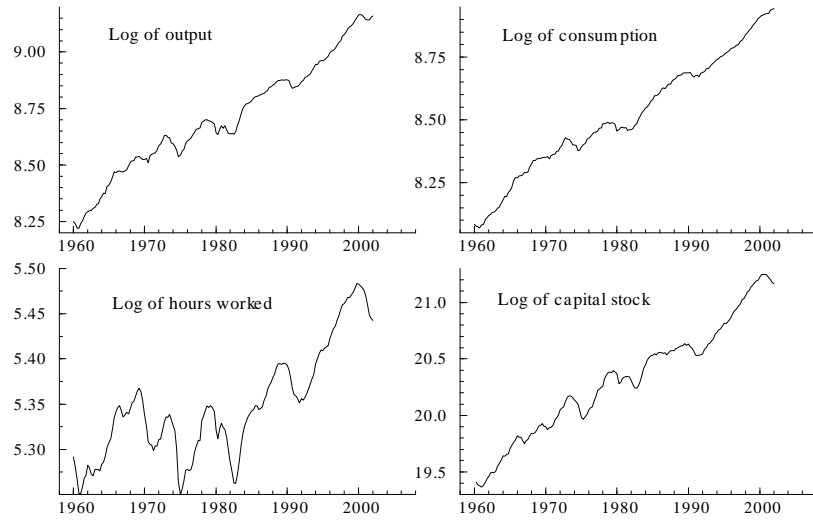 Log of output
9.00
8.75
8.50
8.25
1960 1970 1980 1990 2000
Log of consumption
8.75
8.50
8.25
1960 1970 1980 1990 2000
Log of hours worked
5.50
5.45
5.40
5.35
5.30
1960 1970 1980 1990 2000
Log of capital stock
21.0
20.5
20.0
19.5
1960 1970 1980 1990 2000